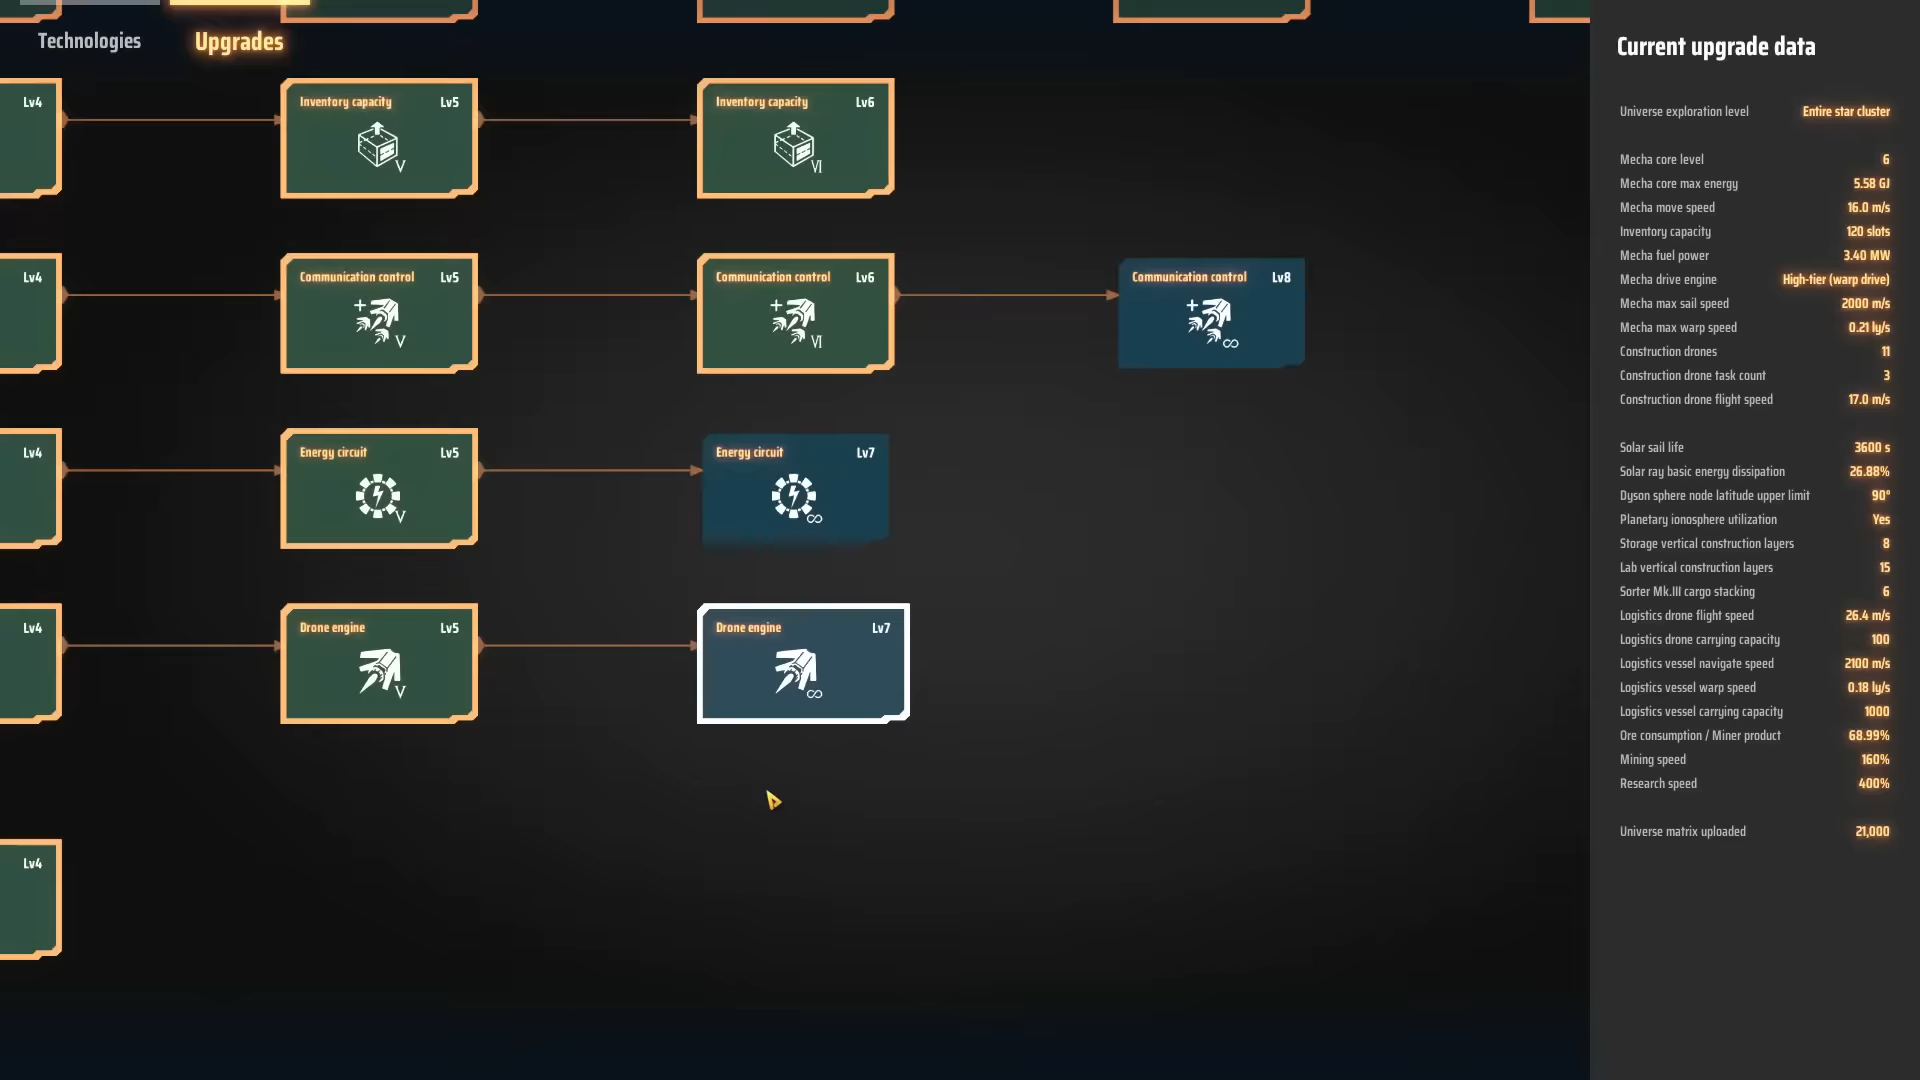 Technologies
Upgrades
Lv4
Inventory capacity Lv5
V
Inventory capacity Lv6
VI
Lv4
Communication control Lv5
V
Communication control Lv6
VI
Communication control Lv8
∞
Lv4
Energy circuit Lv5
V
Energy circuit Lv7
∞
Lv4
Drone engine Lv5
V
Drone engine Lv7
∞
Lv4
Current upgrade data
Universe exploration level Entire star cluster
Mecha core level 6
Mecha core max energy 5.58 GJ
Mecha move speed 16.0 m/s
Inventory capacity 120 slots
Mecha fuel power 3.40 MW
Mecha drive engine High-tier (warp drive)
Mecha max sail speed 2000 m/s
Mecha max warp speed 0.21 ly/s
Construction drones 11
Construction drone task count 3
Construction drone flight speed 17.0 m/s
Solar sail life 3600 s
Solar ray basic energy dissipation 26.88%
Dyson sphere node latitude upper limit 90°
Planetary ionosphere utilization Yes
Storage vertical construction layers 8
Lab vertical construction layers 15
Sorter Mk.III cargo stacking 6
Logistics drone flight speed 26.4 m/s
Logistics drone carrying capacity 100
Logistics vessel navigate speed 2100 m/s
Logistics vessel warp speed 0.18 ly/s
Logistics vessel carrying capacity 1000
Ore consumption / Miner product 68.99%
Mining speed 160%
Research speed 400%
Universe matrix uploaded 21,000